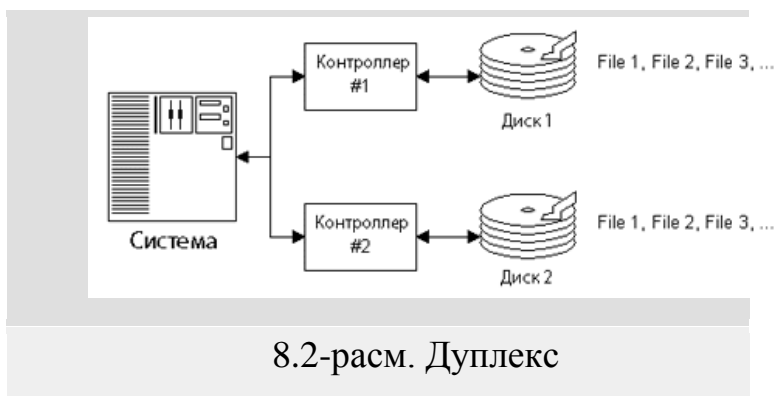 Контроллер
#1
File 1, File 2, File 3, ...
Диск 1
Система
Контроллер
#2
File 1, File 2, File 3, ...
Диск 2
8.2-расм. Дуплекс